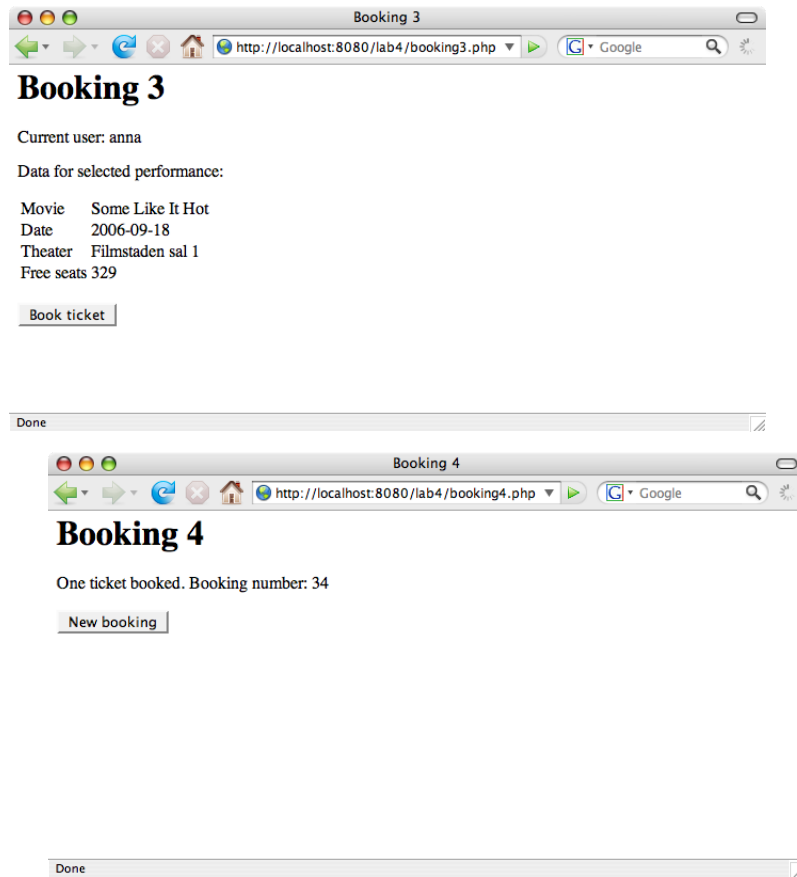 Booking 3
http://localhost:8080/lab4/booking3.php
G Google
Booking 3
Current user: anna
Data for selected performance:
Movie Some Like It Hot
Date 2006-09-18
Theater Filmstaden sal 1
Free seats 329
Book ticket
Done
Booking 4
http://localhost:8080/lab4/booking4.php
G Google
Booking 4
One ticket booked. Booking number: 34
New booking
Done